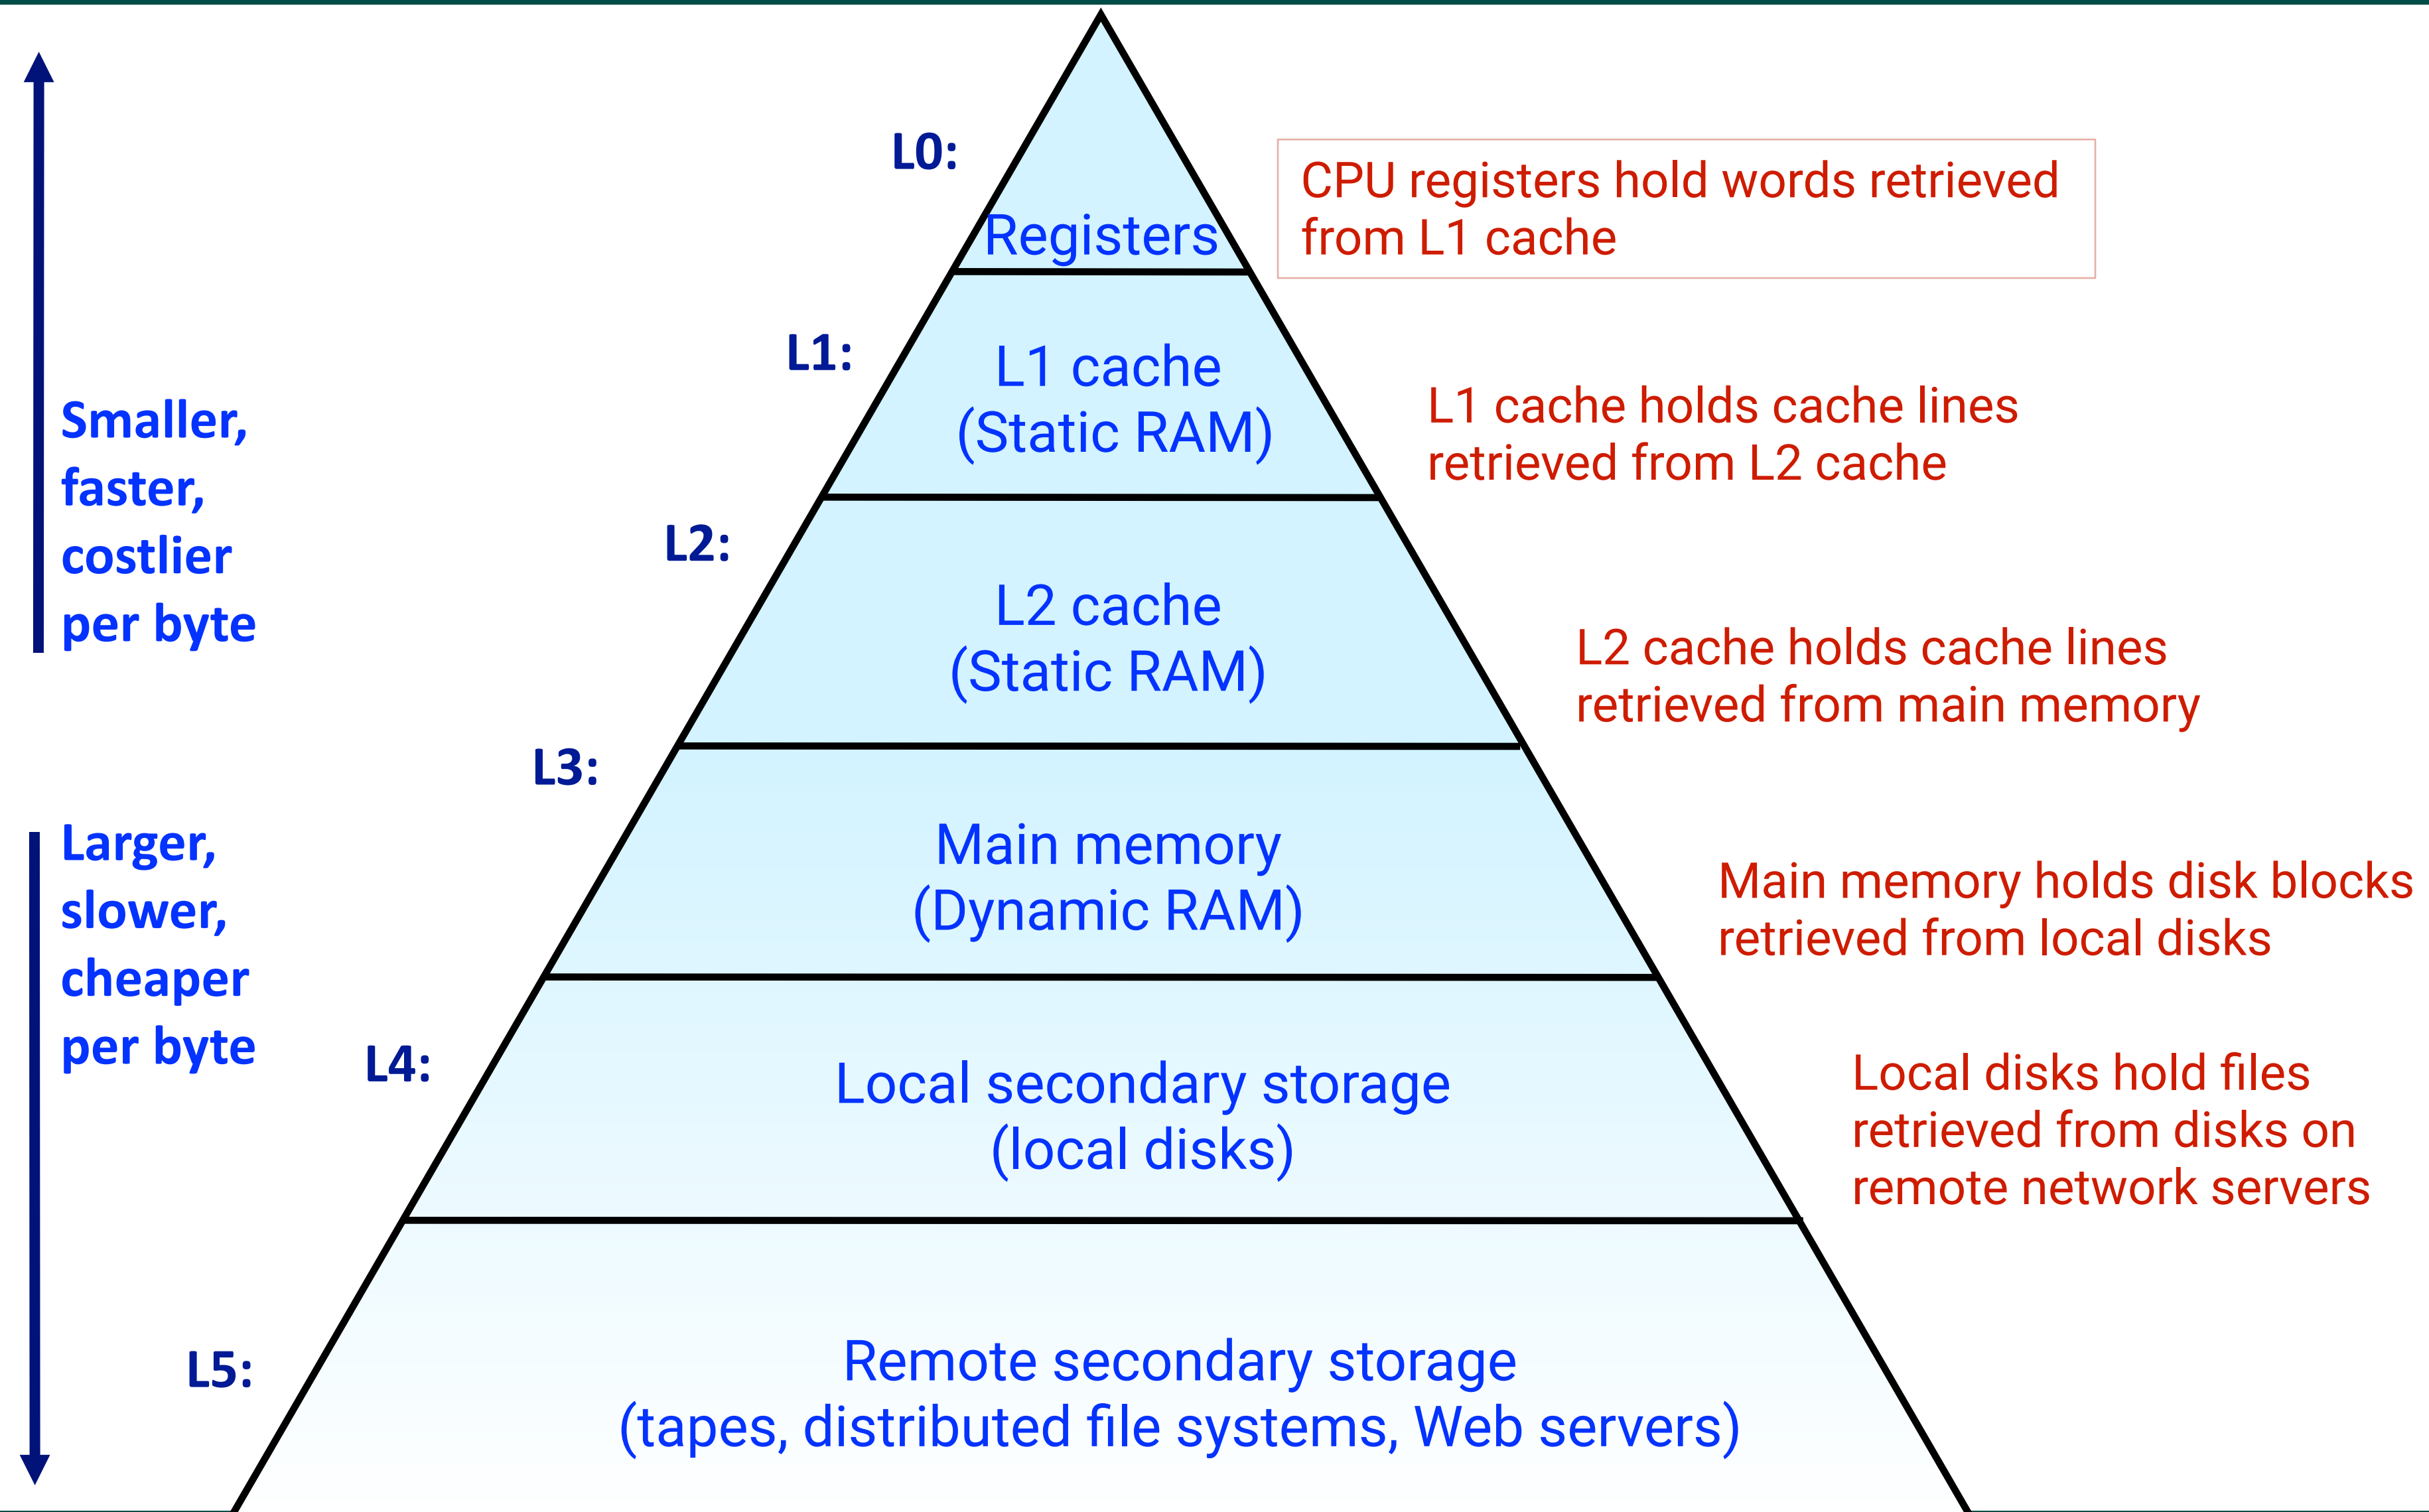 L0:
Registers
CPU registers hold words retrieved
from L1 cache
L1:
L1 cache
(Static RAM)
L1 cache holds cache lines
retrieved from L2 cache
Smaller,
faster,
costlier
per byte
L2:
L2 cache
(Static RAM)
L2 cache holds cache lines
retrieved from main memory
L3:
Main memory
(Dynamic RAM)
Main memory holds disk blocks
retrieved from local disks
Larger,
slower,
cheaper
per byte
L4:
Local secondary storage
(local disks)
Local disks hold files
retrieved from disks on
remote network servers
L5:
Remote secondary storage
(tapes, distributed file systems, Web servers)